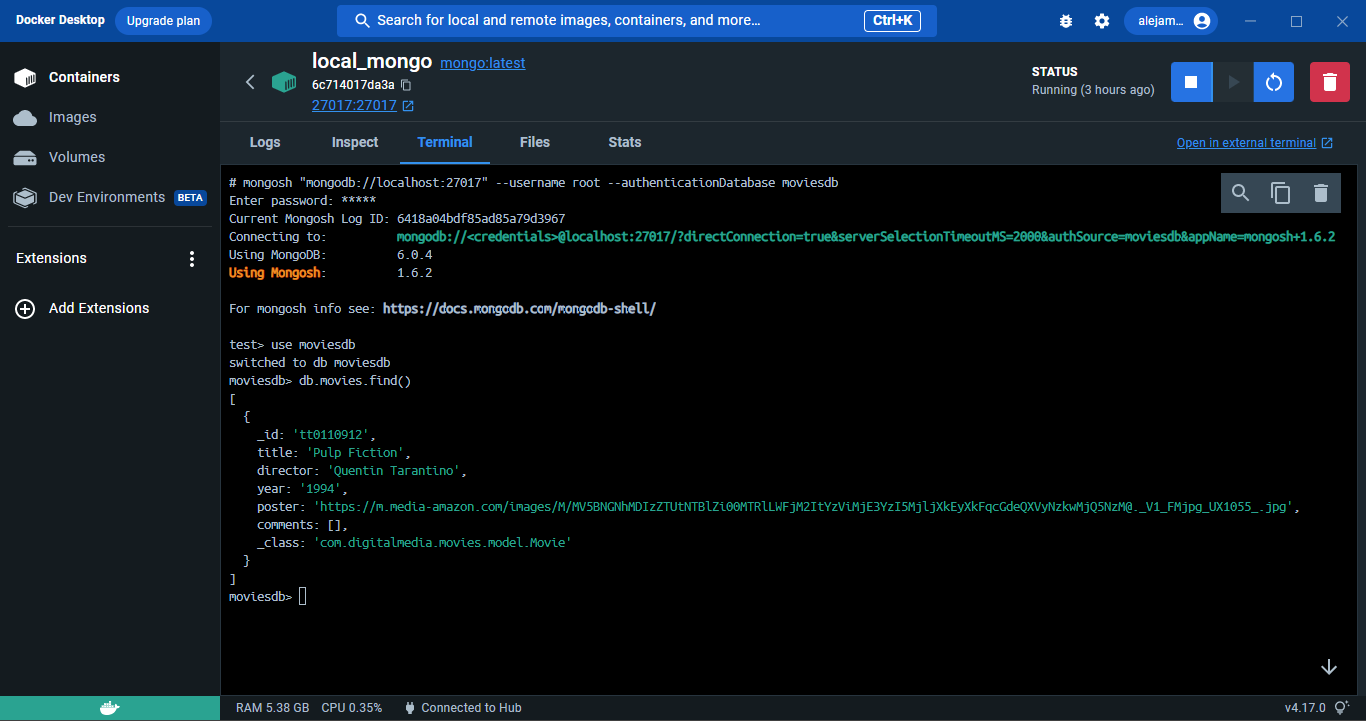 Docker Desktop
Upgrade plan
Search for local and remote images, containers, and more...
Ctrl+K
alejam...
Containers
Images
Volumes
Dev Environments BETA
Extensions
Add Extensions
local_mongo mongo:latest
6c714017da3a
27017:27017
STATUS
Running (3 hours ago)
Logs Inspect Terminal Files Stats
Open in external terminal
# mongosh "mongodb://localhost:27017" --username root --authenticationDatabase moviesdb
Enter password: *****
Current Mongosh Log ID: 6418a04bdf85ad85a79d3967
Connecting to: mongodb://<credentials>@localhost:27017/?directConnection=true&serverSelectionTimeoutMS=2000&authSource=moviesdb&appName=mongosh+1.6.2
Using MongoDB: 6.0.4
Using Mongosh: 1.6.2
For mongosh info see: https://docs.mongodb.com/mongodb-shell/
test> use moviesdb
switched to db moviesdb
moviesdb> db.movies.find()
[
{
_id: 'tt0110912',
title: 'Pulp Fiction',
director: 'Quentin Tarantino',
year: '1994',
poster: 'https://m.media-amazon.com/images/M/MV5BNGNhMDIzZTUtNTBlZi00MTRlLWFjM2ItYzViMjE3YzI5MjljXkEyXkFqcGdeQXVyNzkwMjQ5NzM@._V1_FMjpg_UX1055_.jpg',
comments: [],
_class: 'com.digitalmedia.movies.model.Movie'
}
]
moviesdb>
RAM 5.38 GB CPU 0.35% Connected to Hub
v4.17.0